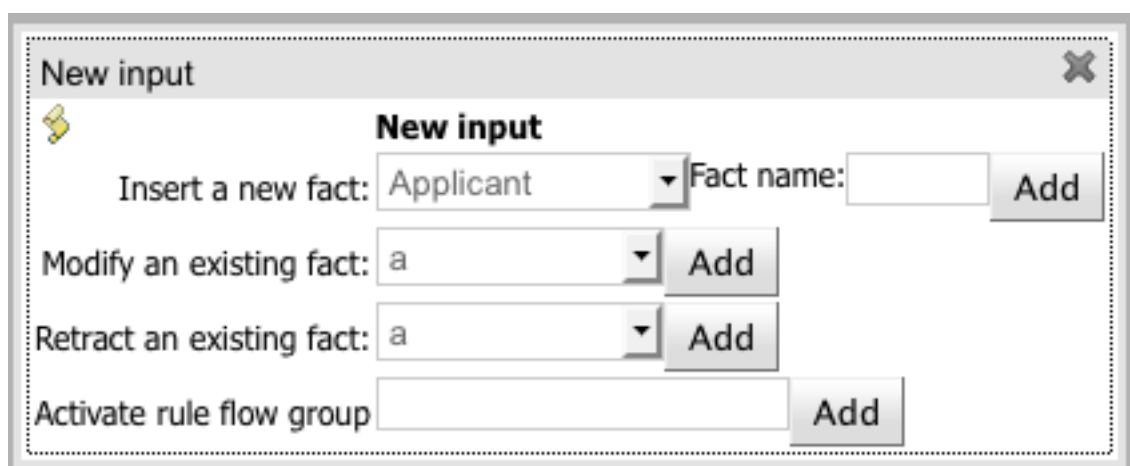 New input
New input
Insert a new fact: Applicant Fact name: Add
Modify an existing fact: a Add
Retract an existing fact: a Add
Activate rule flow group Add